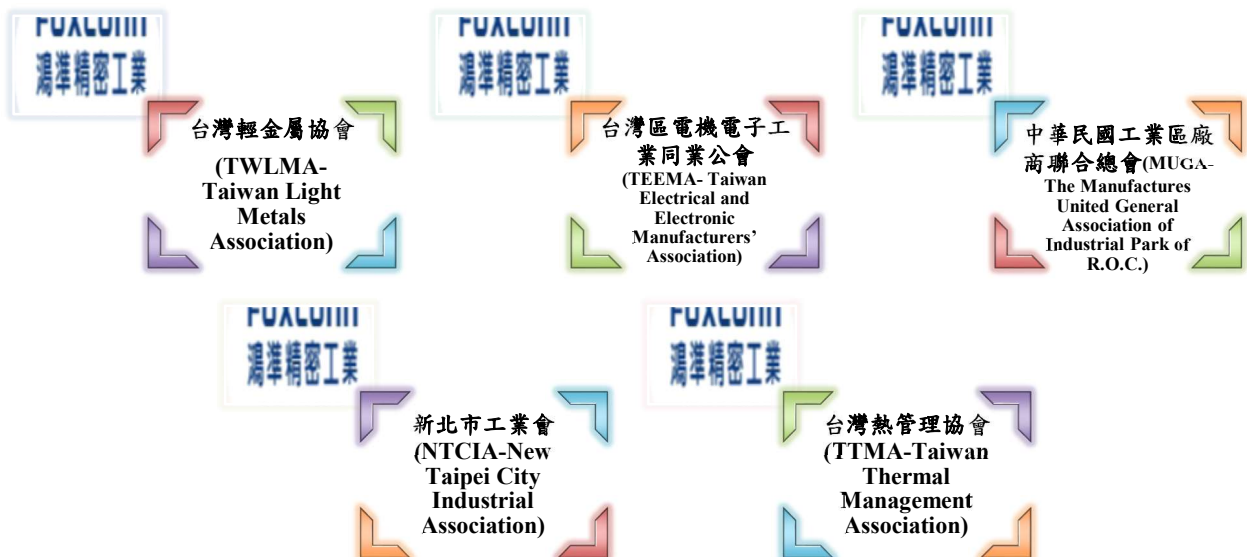 FOXCONN
鴻準精密工業
台灣輕金屬協會
(TWLMA-
Taiwan Light
Metals
Association)
FOXCONN
鴻準精密工業
台灣區電機電子工
業同業公會
(TEEMA- Taiwan
Electrical and
Electronic
Manufacturers’
Association)
FOXCONN
鴻準精密工業
中華民國工業區廠
商聯合總會(MUGA-
The Manufactures
United General
Association of
Industrial Park of
R.O.C.)
FOXCONN
鴻準精密工業
新北市工業會
(NTCIA-New
Taipei City
Industrial
Association)
FOXCONN
鴻準精密工業
台灣熱管理協會
(TTMA-Taiwan
Thermal
Management
Association)